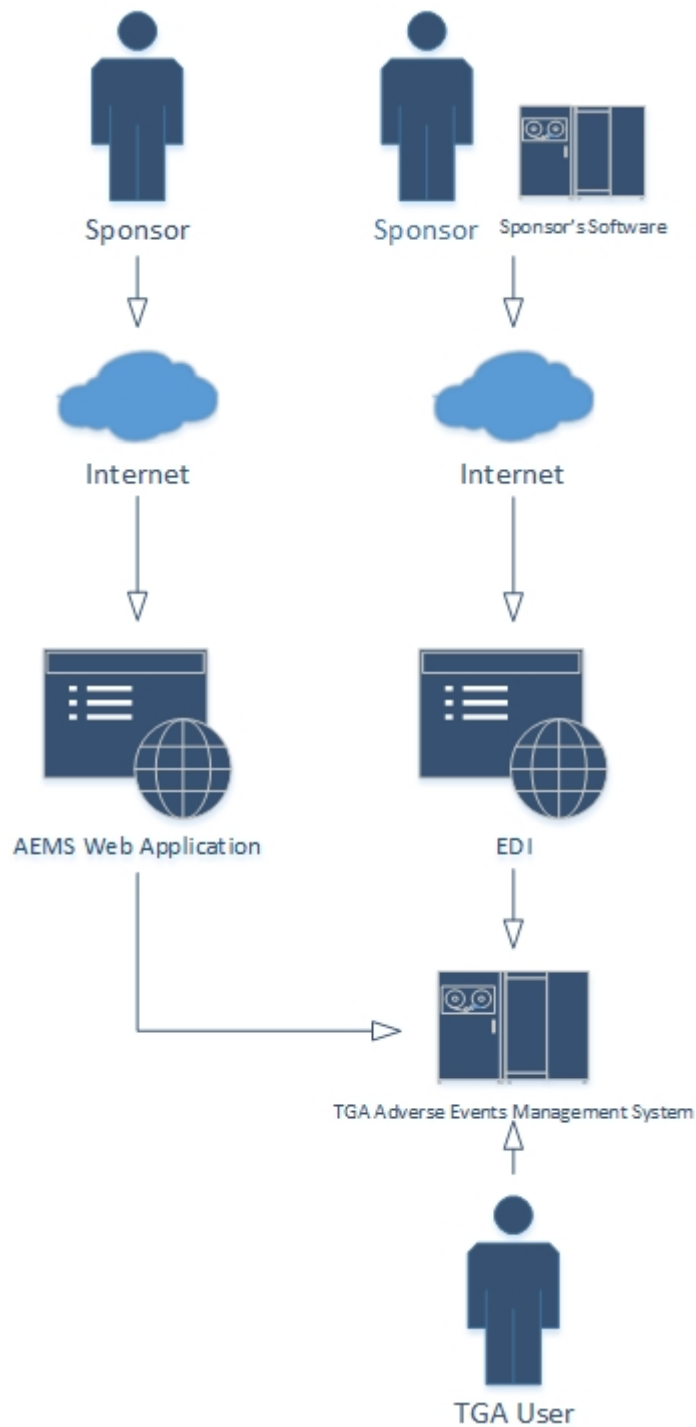 Sponsor
Sponsor
Sponsor's Software
Internet
Internet
AEMS Web Application
EDI
TGA Adverse Events Management System
TGA User